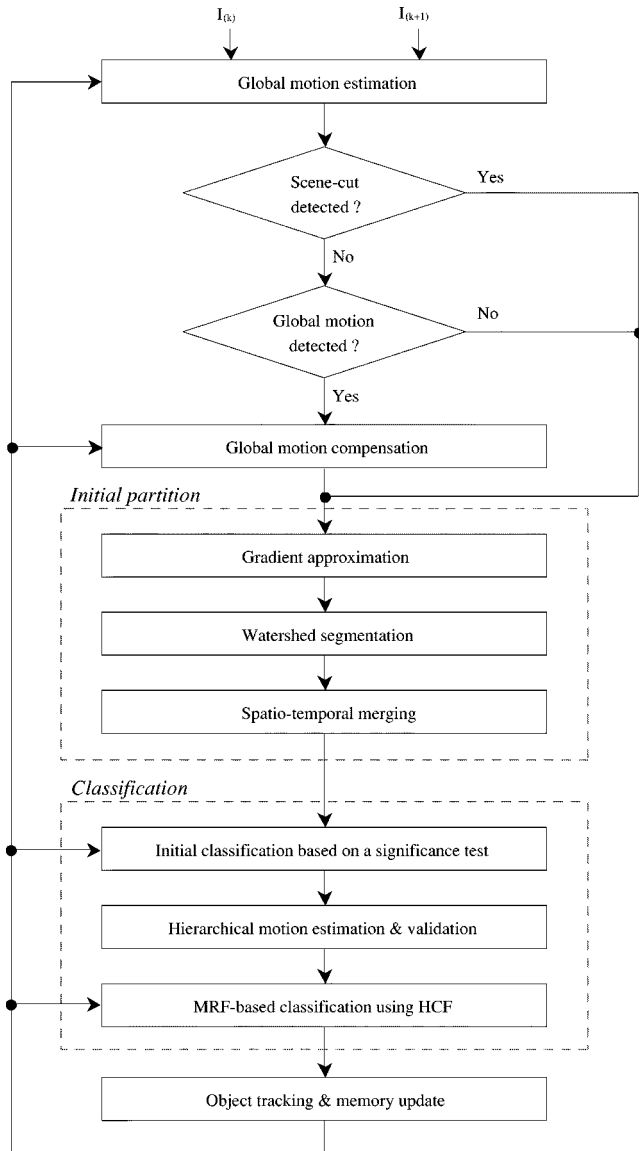 I(k)
I(k+1)
Global motion estimation
Scene-cut
detected ?
Yes
No
Global motion
detected ?
No
Yes
Global motion compensation
Initial partition
Gradient approximation
Watershed segmentation
Spatio-temporal merging
Classification
Initial classification based on a significance test
Hierarchical motion estimation & validation
MRF-based classification using HCF
Object tracking & memory update